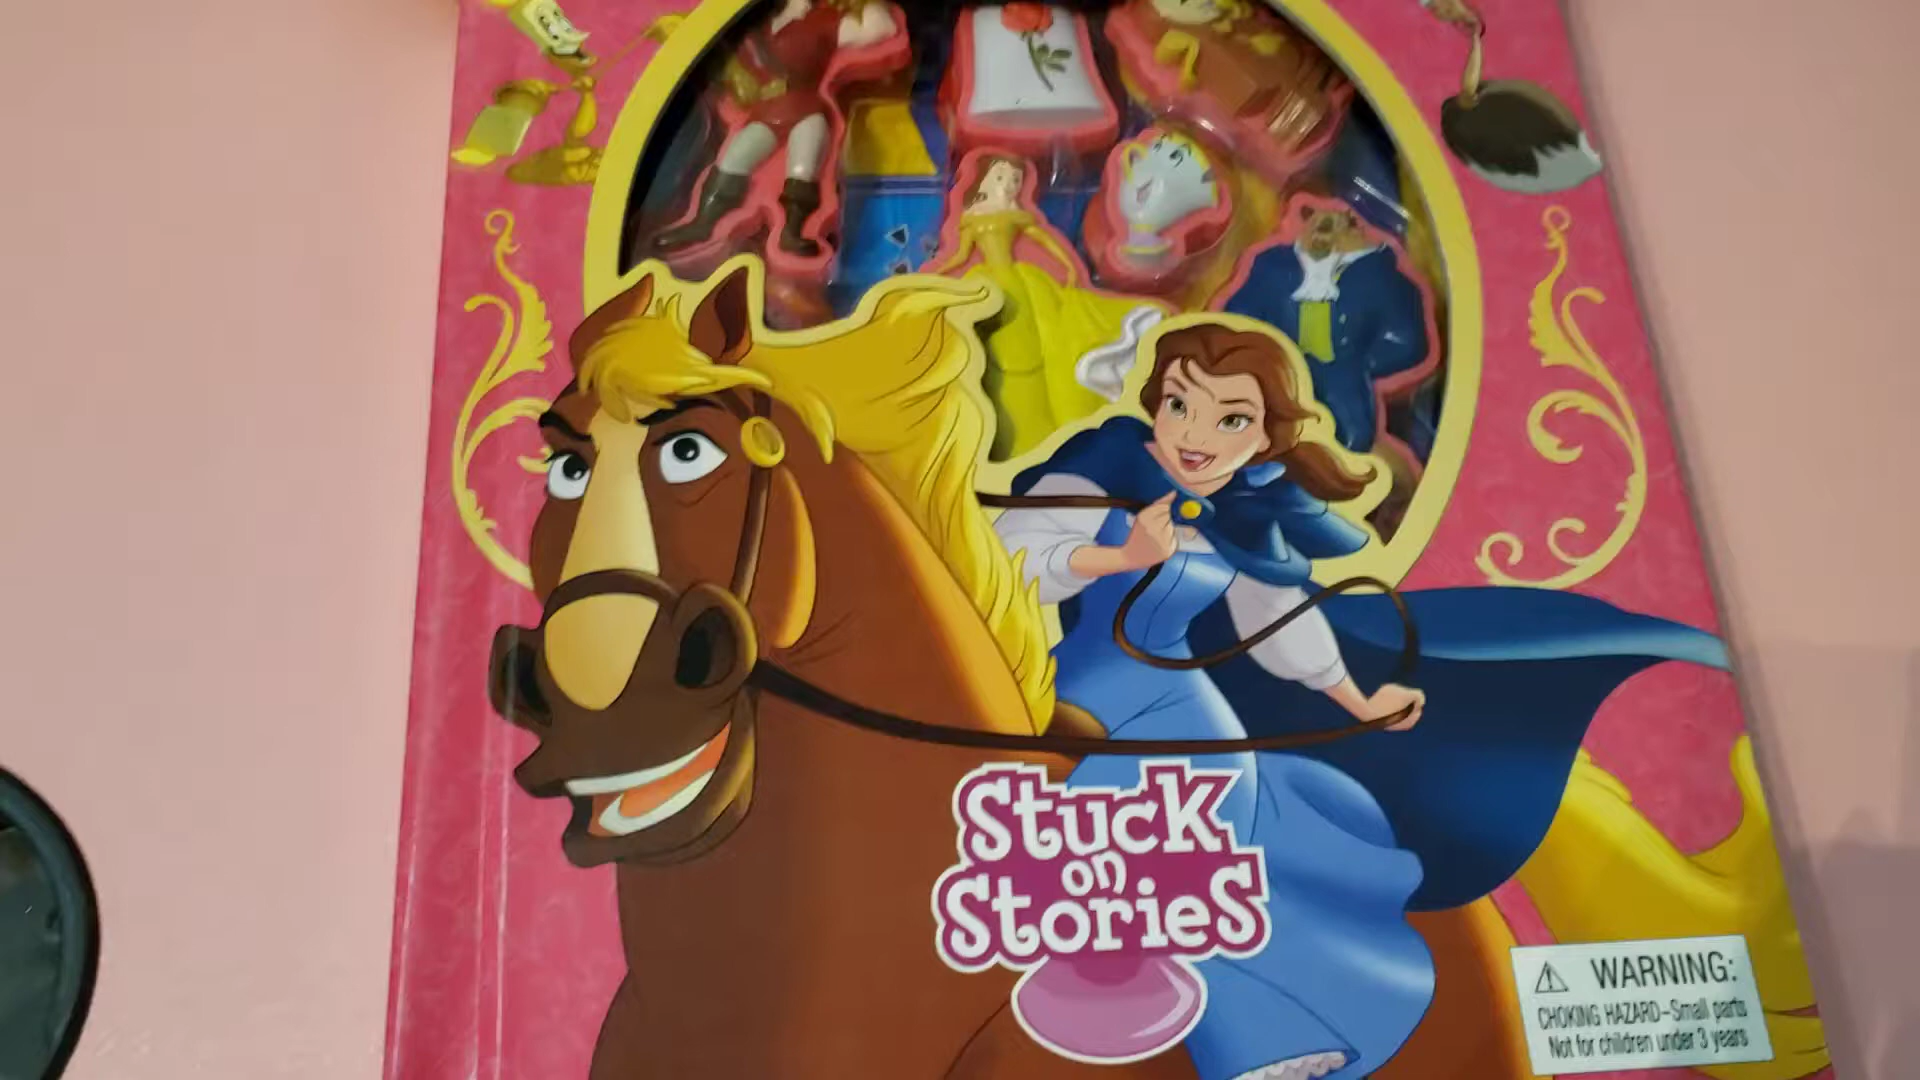 Stuck
on
Stories
WARNING:
CHOKING HAZARD-Small parts
Not for children under 3 years